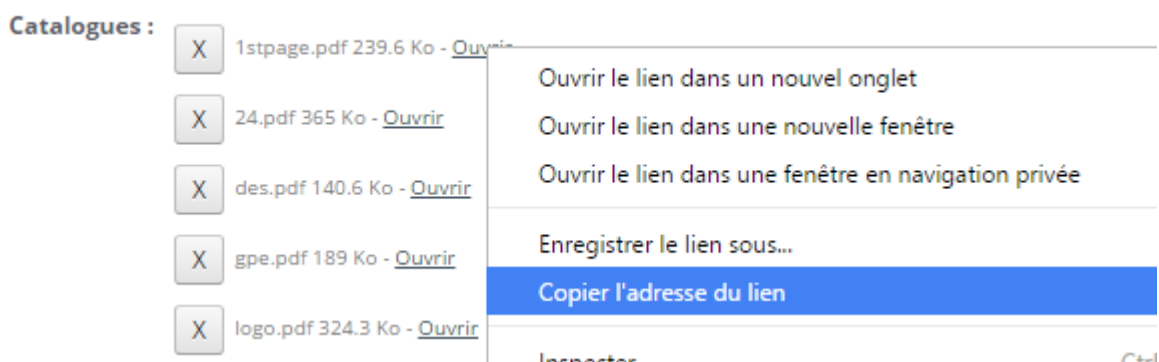 Catalogues :
X 1stpage.pdf 239.6 Ko - Ouvrir
Ouvrir le lien dans un nouvel onglet
X 24.pdf 365 Ko - Ouvrir
Ouvrir le lien dans une nouvelle fenêtre
Ouvrir le lien dans une fenêtre en navigation privée
X des.pdf 140.6 Ko - Ouvrir
Enregistrer le lien sous...
X gpe.pdf 189 Ko - Ouvrir
Copier l'adresse du lien
X logo.pdf 324.3 Ko - Ouvrir
Inspecter